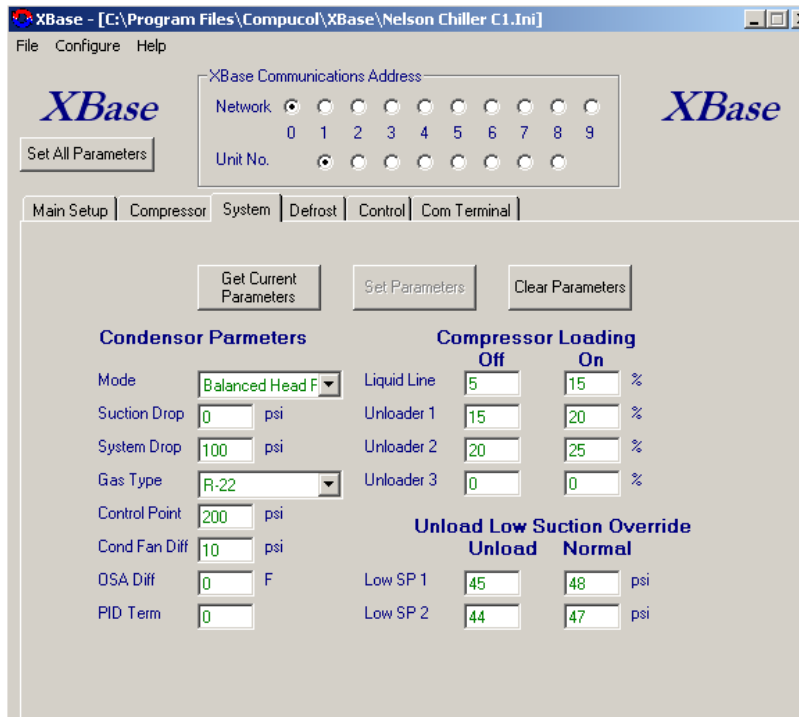 XBase - [C:\Program Files\Compucol\XBase\Nelson Chiller C1.Ini]
File Configure Help
XBase Communications Address
XBase
XBase
Network
0 1 2 3 4 5 6 7 8 9
Unit No.
Set All Parameters
Main Setup Compressor System Defrost Control Com Terminal
Get Current Parameters
Set Parameters
Clear Parameters
Condensor Parmeters
Mode Balanced Head F
Suction Drop 0 psi
System Drop 100 psi
Gas Type R-22
Control Point 200 psi
Cond Fan Diff 10 psi
OSA Diff 0 F
PID Term 0
Compressor Loading
Off On
Liquid Line 5 15 %
Unloader 1 15 20 %
Unloader 2 20 25 %
Unloader 3 0 0 %
Unload Low Suction Override
Unload Normal
Low SP 1 45 48 psi
Low SP 2 44 47 psi